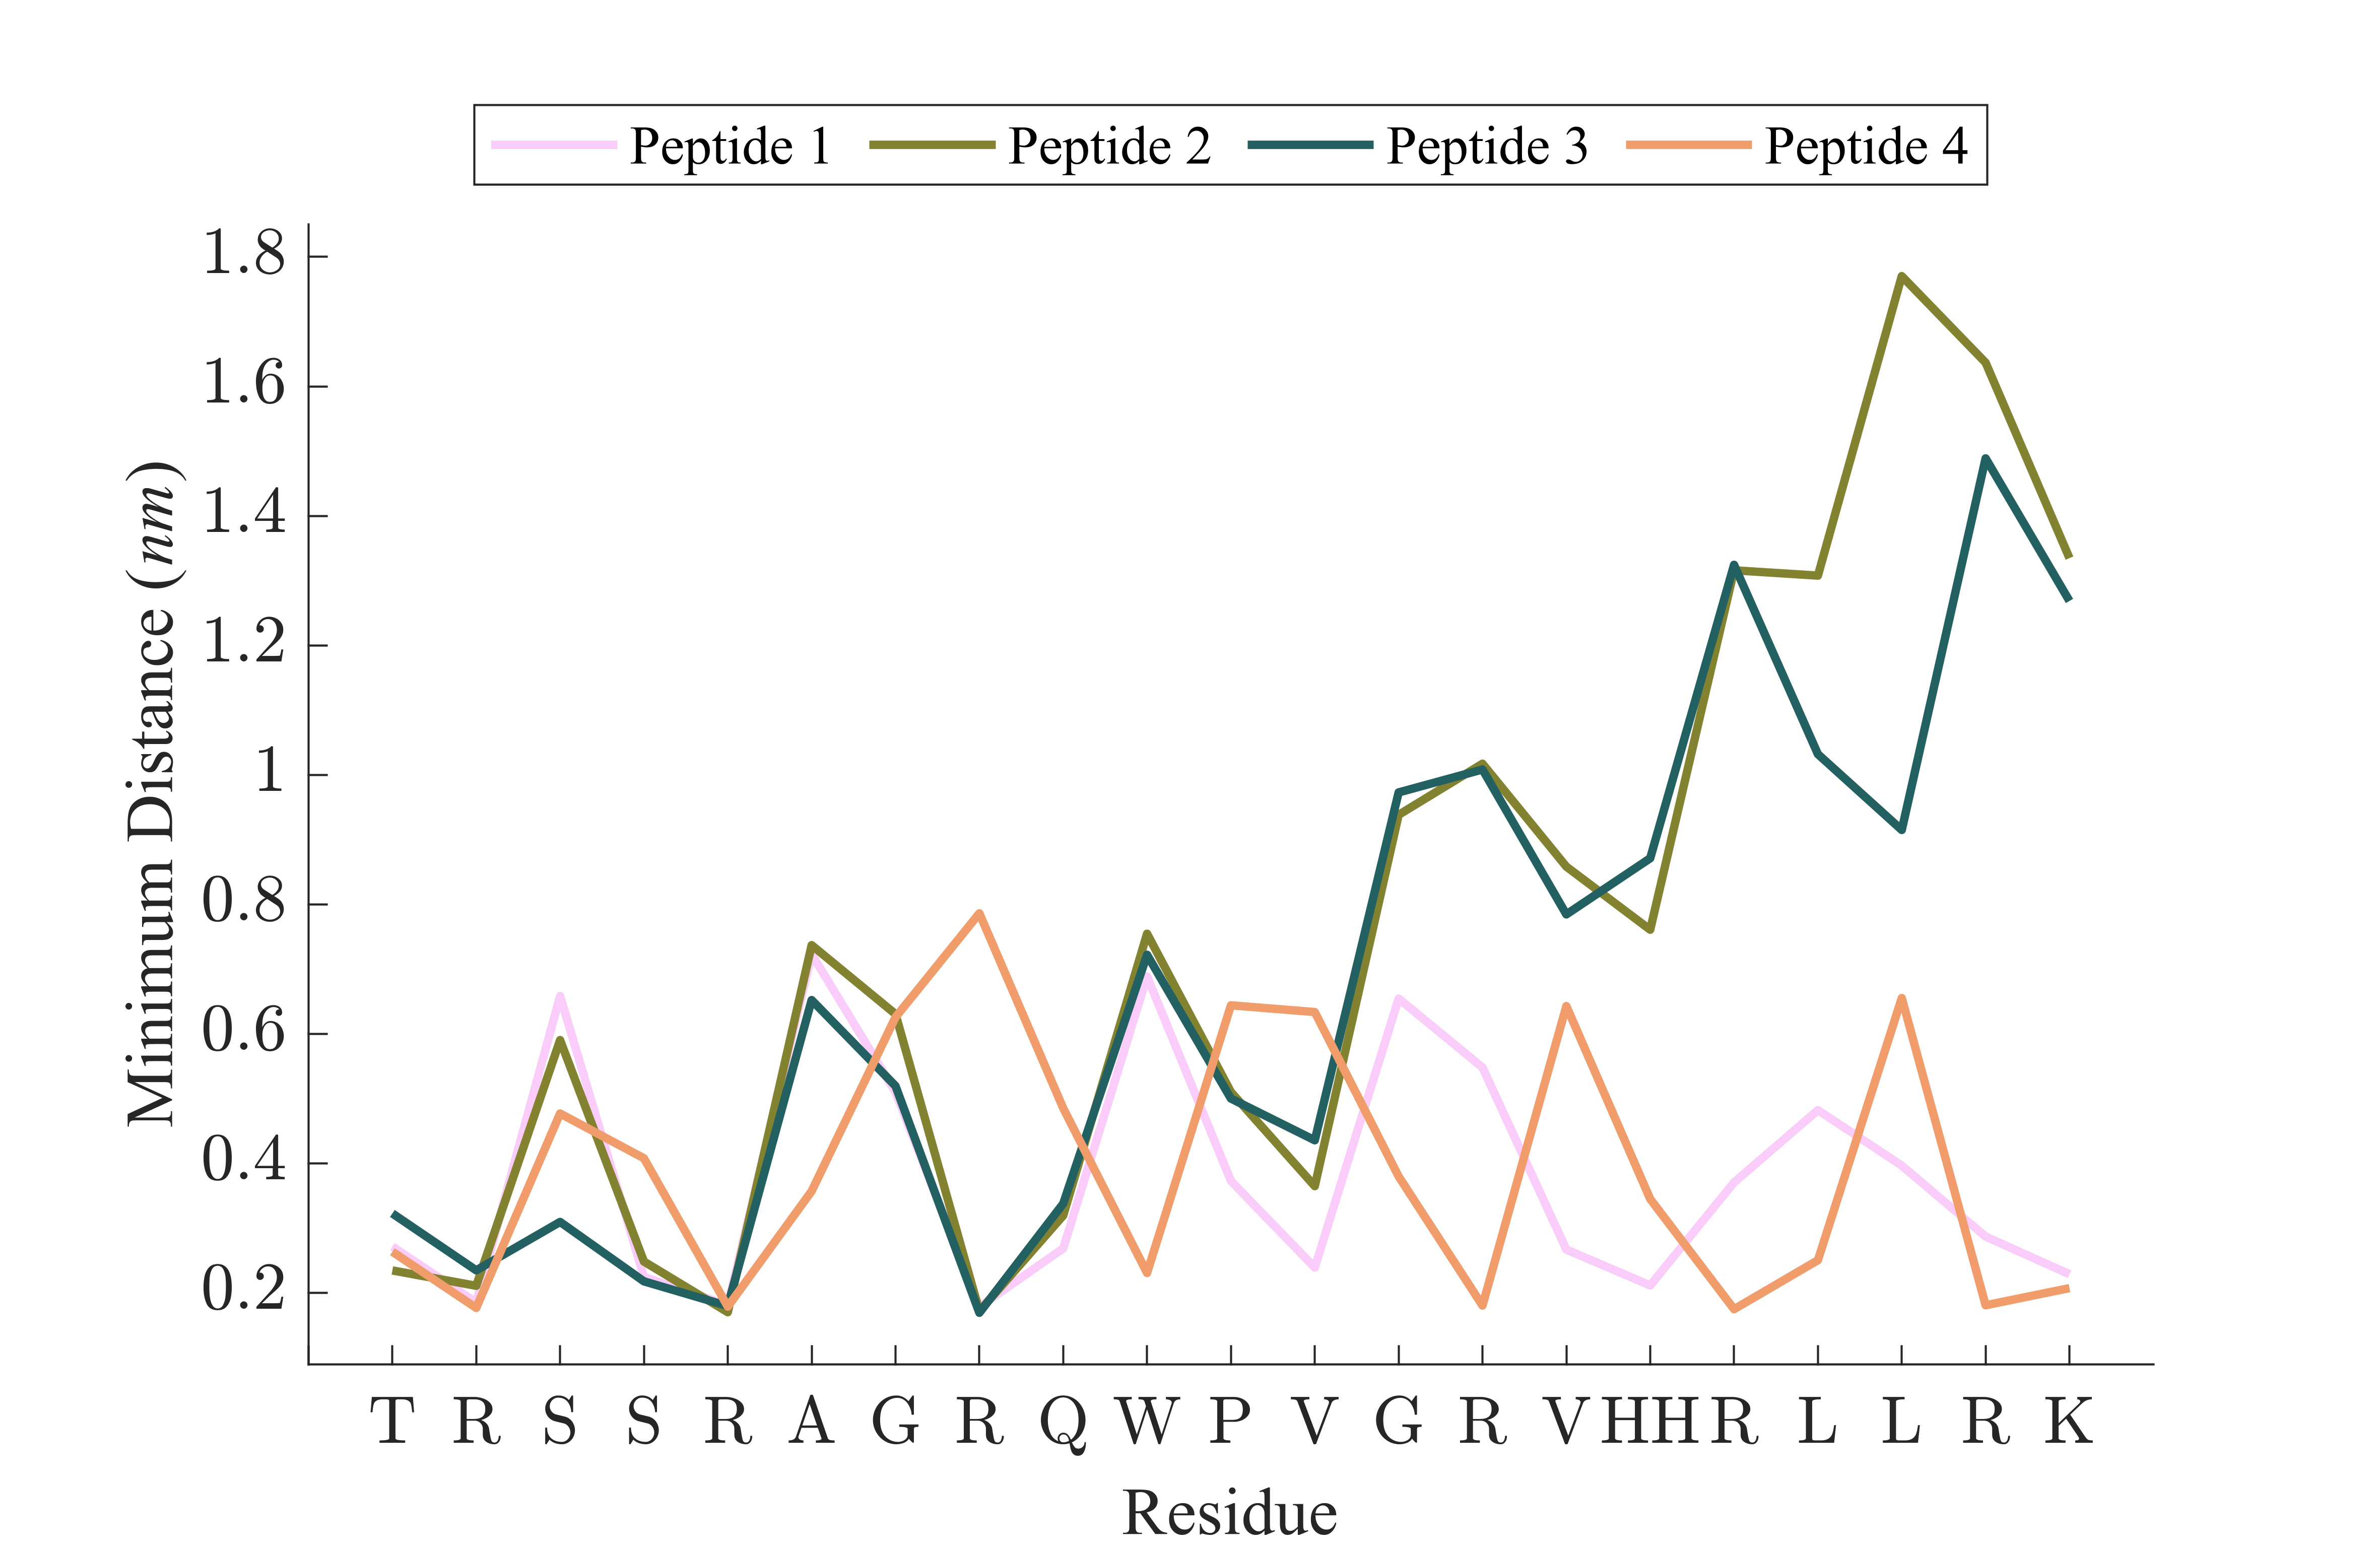 Peptide 1 Peptide 2 Peptide 3 Peptide 4
1.8
1.6
1.4
1.2
1
0.8
0.6
0.4
0.2
Minimum Distance (nm)
T R S S R A G R Q W P V G R V HH R L L R K
Residue